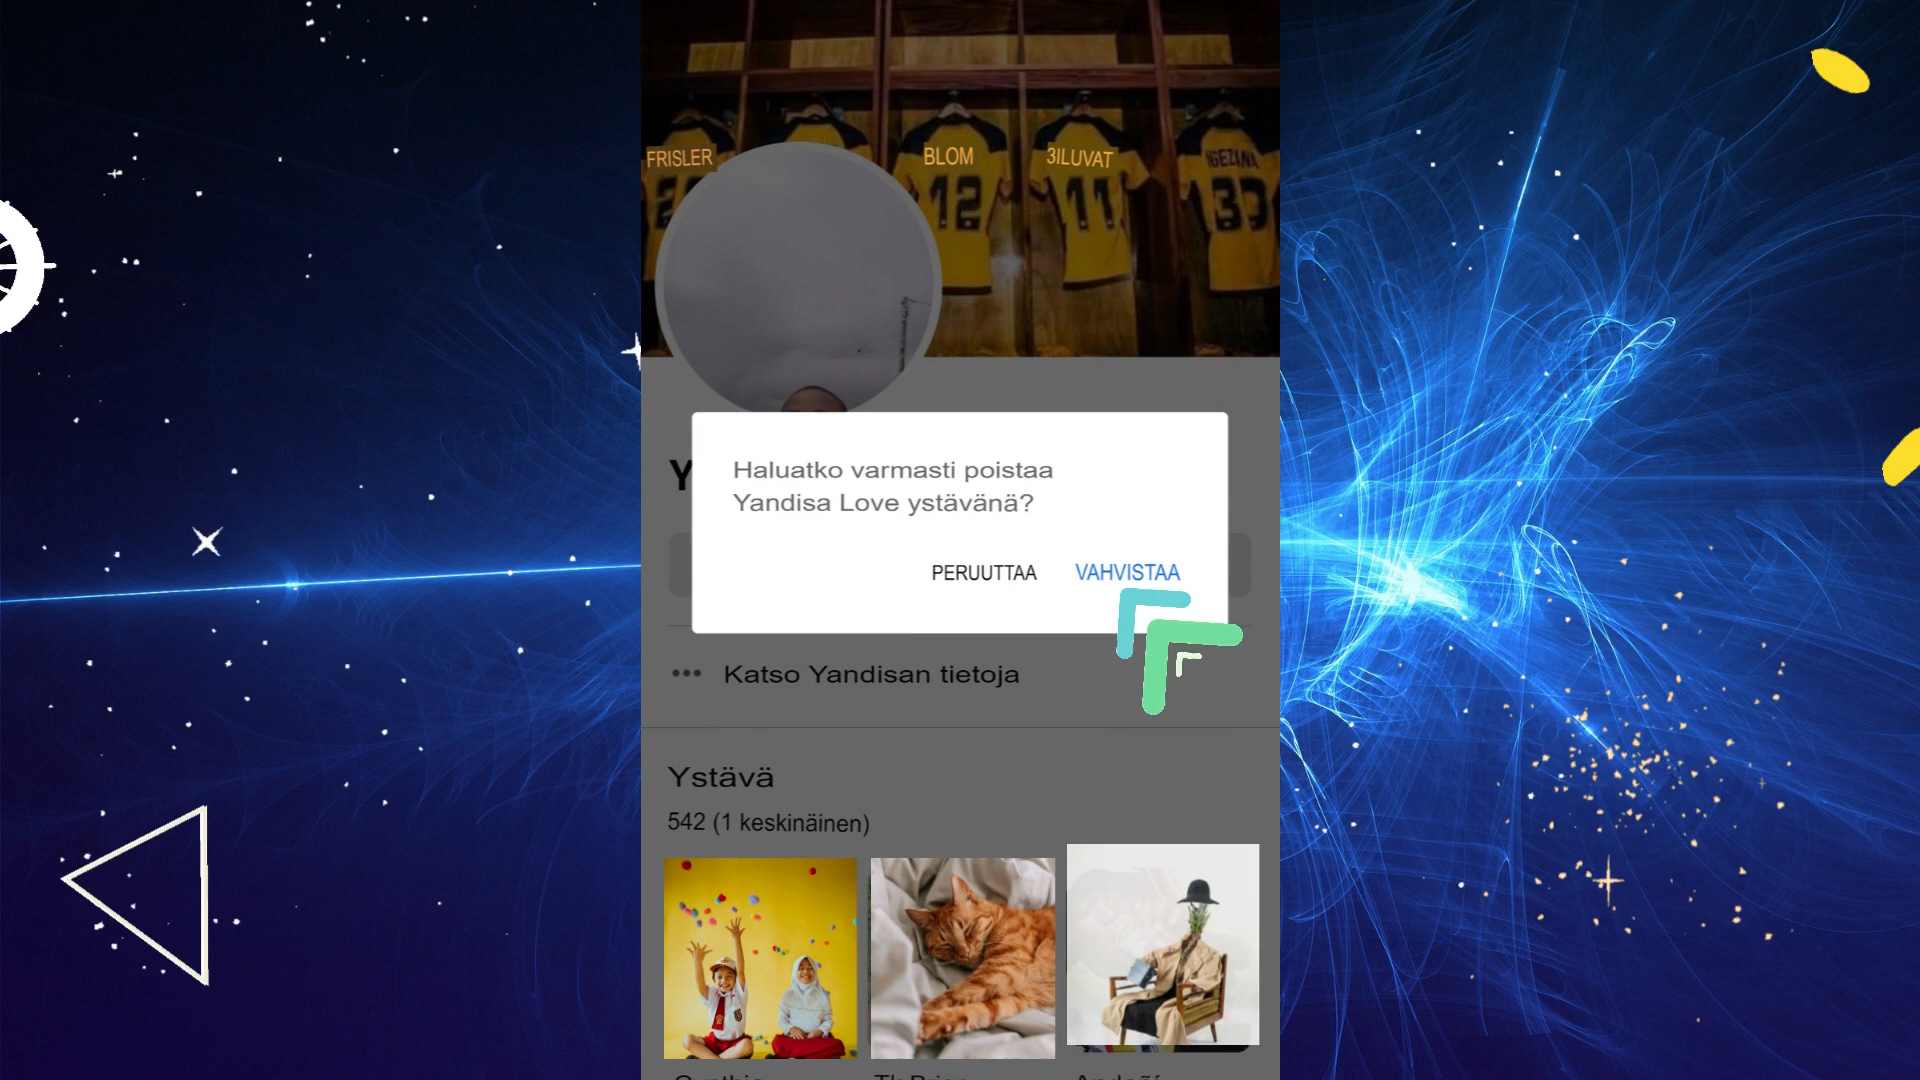 FRISLER
BLOM
3ILUVAT
12
11
33
Y
Haluatko varmasti poistaa
Yandisa Love ystävänä?
PERUUTTAA
VAHVISTAA
Katso Yandisan tietoja
Ystävä
542 (1 keskinäinen)